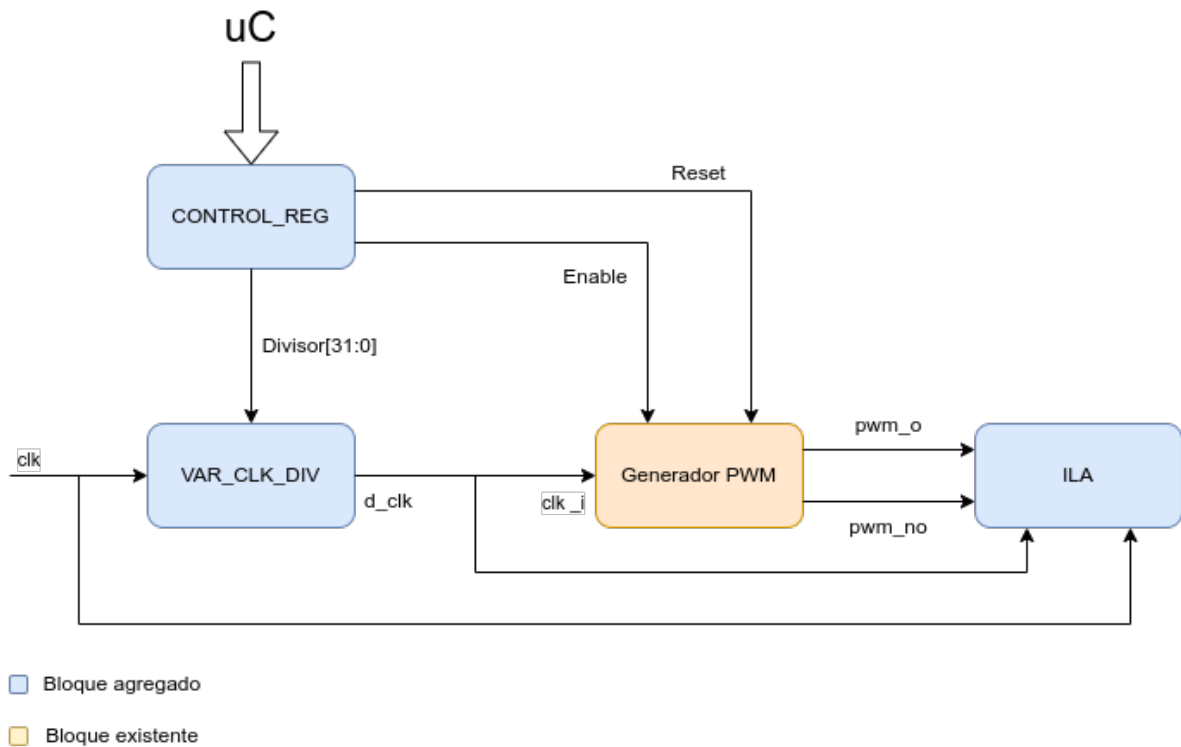 uC
Reset
CONTROL_REG
Enable
Divisor[31:0]
pwm_o
clk
VAR_CLK_DIV
Generador PWM
ILA
d_clk
clk _i
pwm_no
Bloque agregado
Bloque existente